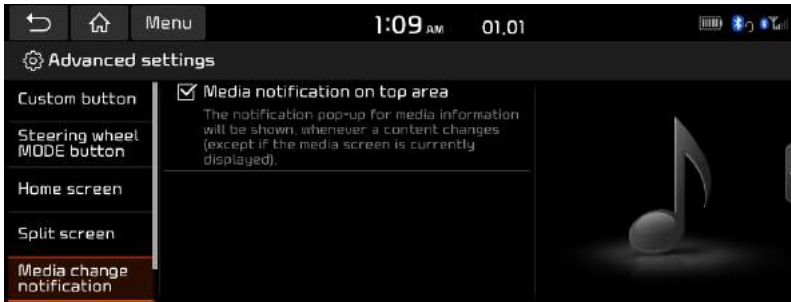 Menu
1:09 AM
01,01
Advanced settings
Custom button
Steering wheel
MODE button
Home screen
Split screen
Media change
notification
Media notification on top area
The notification pop-up for media information
will be shown, whenever a content changes
(except if the media screen is currently
displayed).